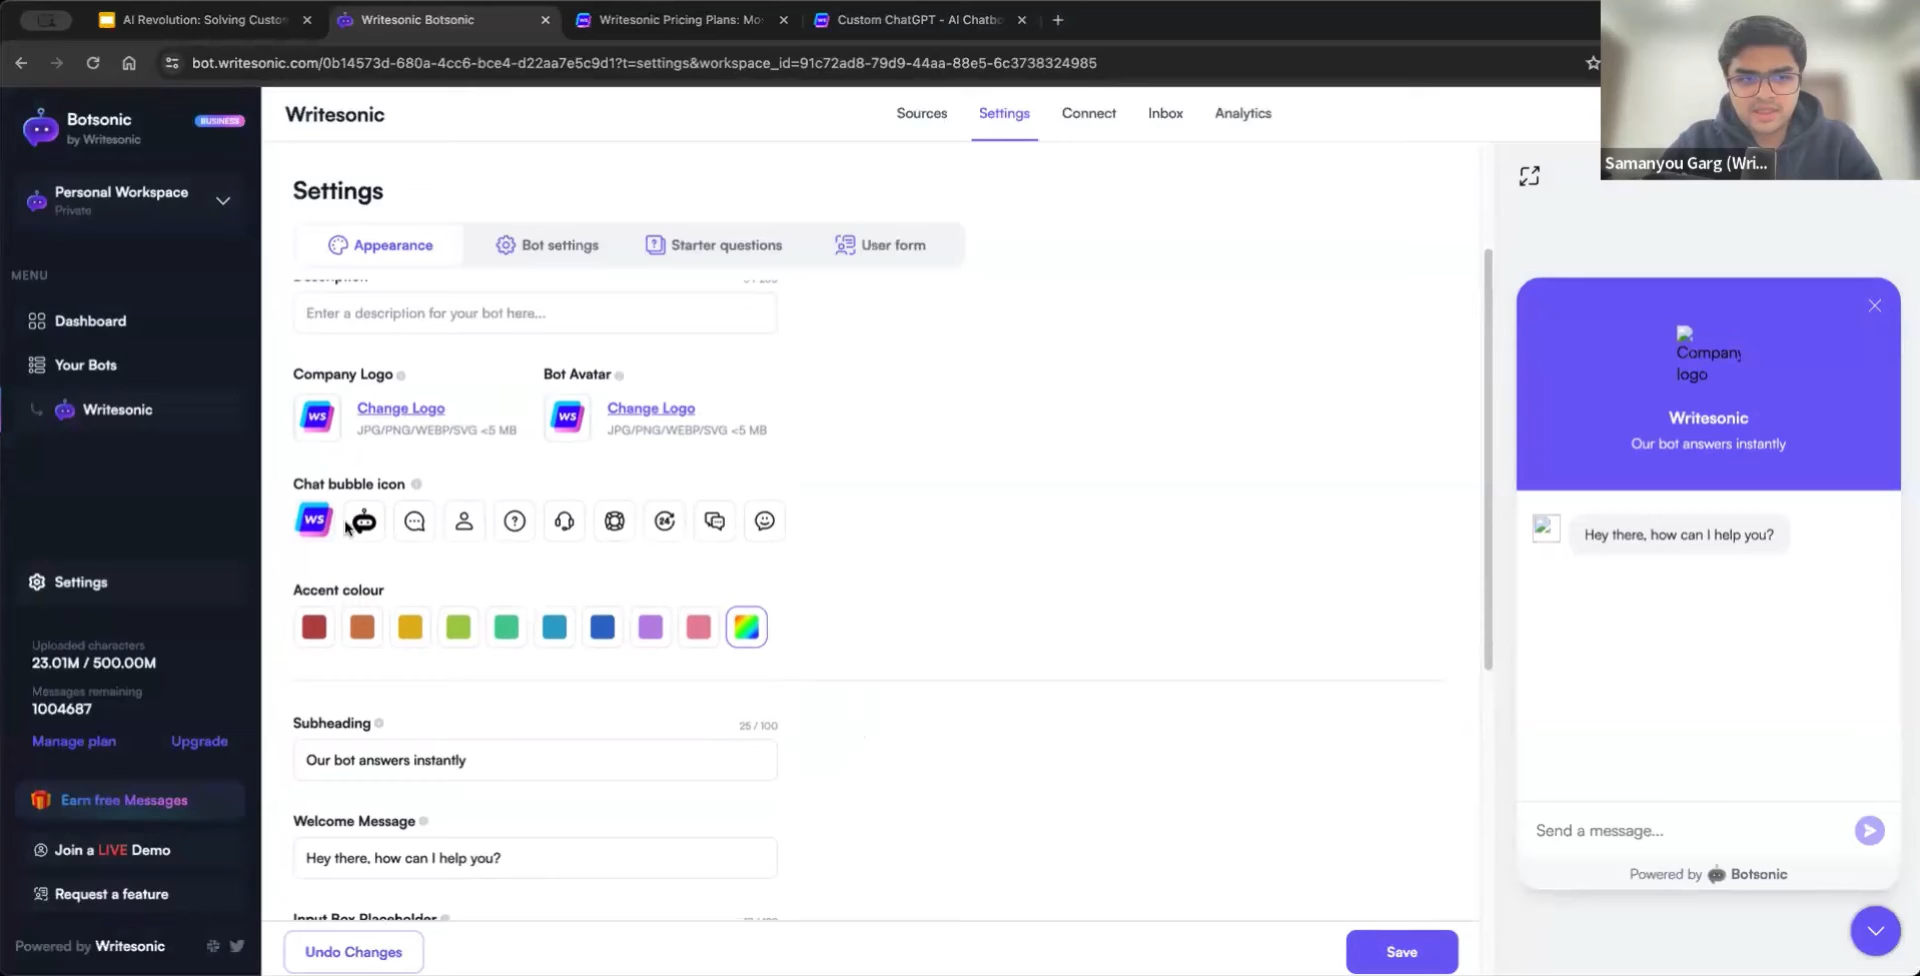 AI Revolution: Solving Custo
Writesonic Botsonic
Writesonic Pricing Plans: Mo
Custom ChatGPT - AI Chatb
bot.writesonic.com/0b14573d-680a-4cc6-bce4-d22aa7e5c9d1?t=settings&workspace_id=91c72ad8-79d9-44aa-88e5-6c3738324985
Samanyou Garg (Wri...
Botsonic
by Writesonic
BUSINESS
Personal Workspace
Private
MENU
Dashboard
Your Bots
Writesonic
Settings
Uploaded characters
23.01M / 500.00M
Messages remaining
1004687
Manage plan
Upgrade
Earn free Messages
Join a LIVE Demo
Request a feature
Powered by Writesonic
Writesonic
Sources
Settings
Connect
Inbox
Analytics
Settings
Appearance
Bot settings
Starter questions
User form
Description
Enter a description for your bot here...
Company Logo
Bot Avatar
WS
Change Logo
JPG/PNG/WEBP/SVG <5 MB
WS
Change Logo
JPG/PNG/WEBP/SVG <5 MB
Chat bubble icon
WS
24
Accent colour
Subheading
25 / 100
Our bot answers instantly
Welcome Message
Hey there, how can I help you?
Input Box Placeholder
Undo Changes
Save
Company
logo
Writesonic
Our bot answers instantly
Hey there, how can I help you?
Send a message...
Powered by Botsonic